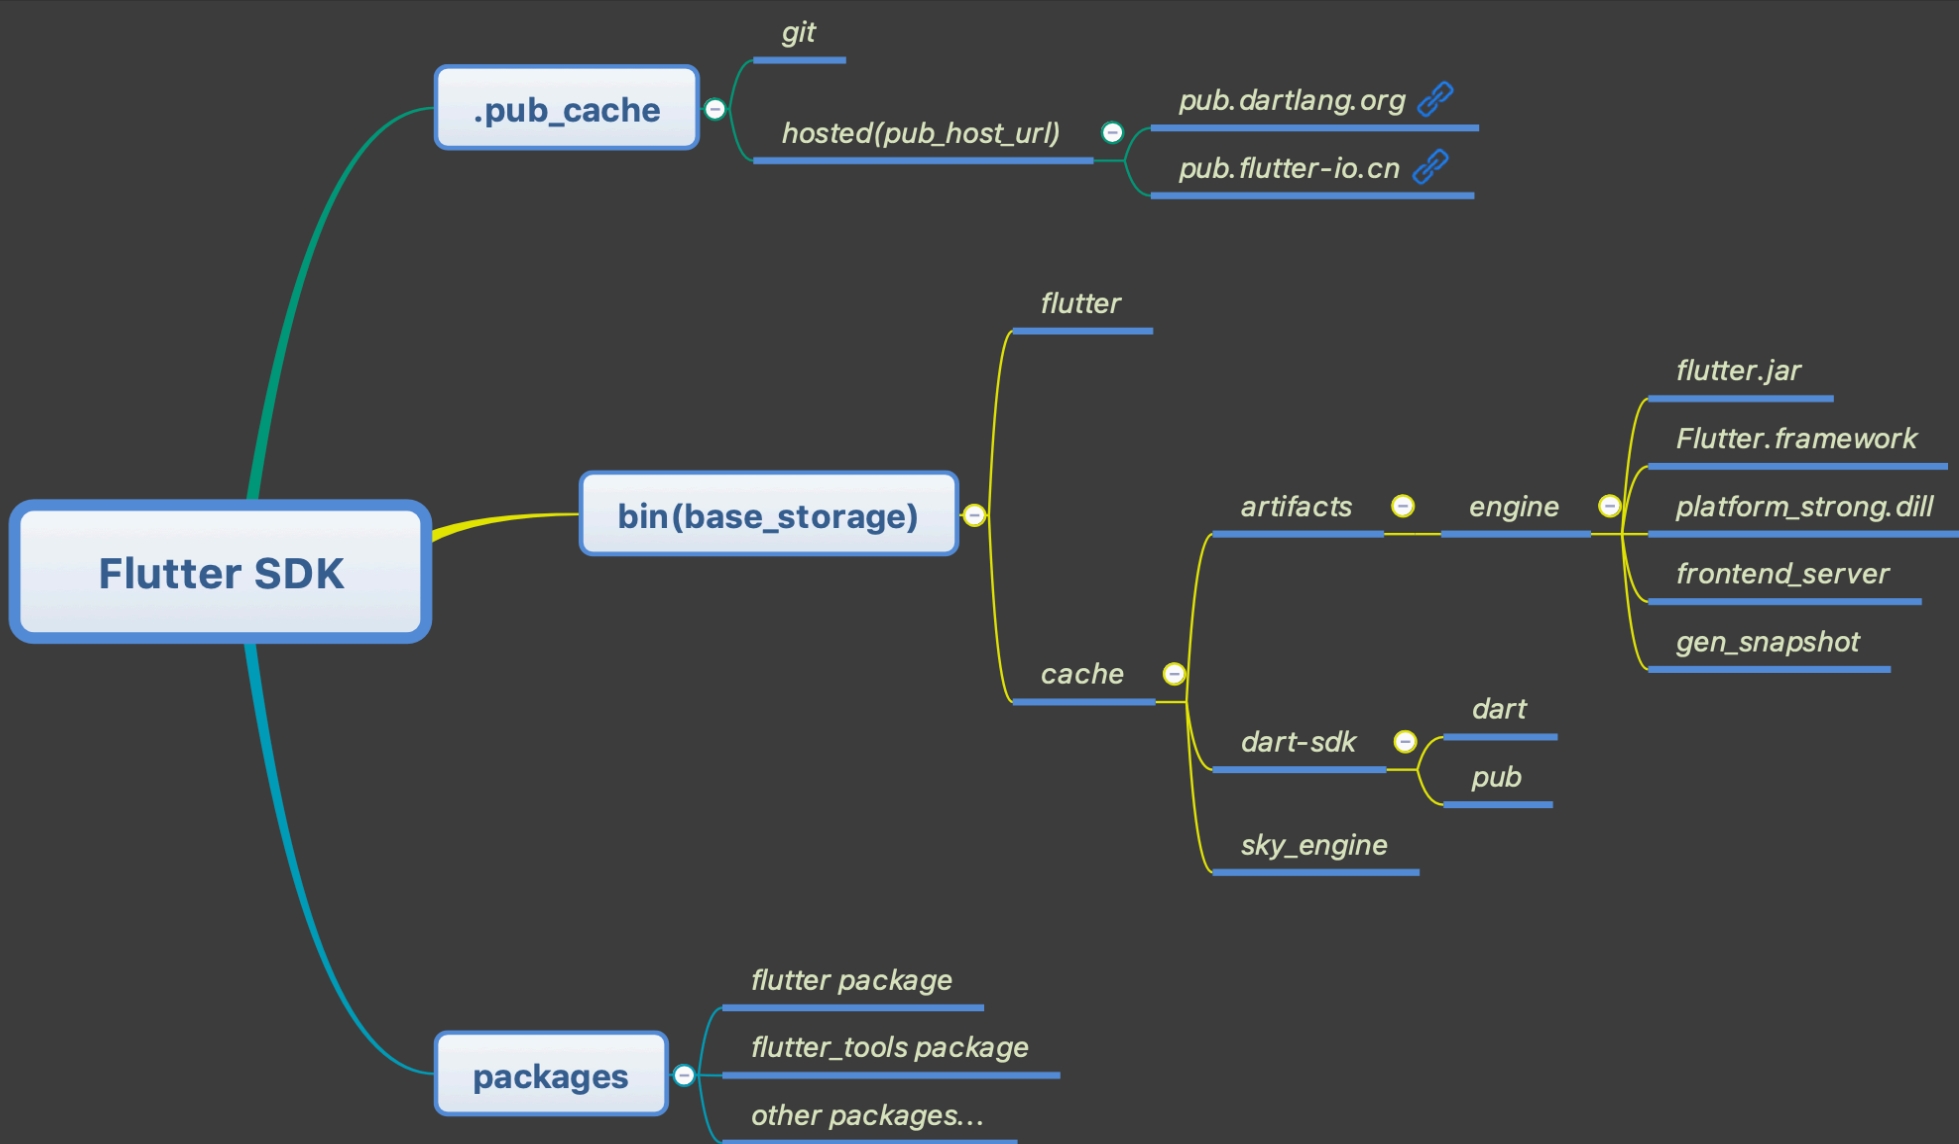 git
.pub_cache
hosted(pub_host_url)
pub.dartlang.org
pub.flutter-io.cn
flutter
flutter.jar
Flutter.framework
bin(base_storage)
artifacts
engine
platform_strong.dill
Flutter SDK
frontend_server
gen_snapshot
cache
dart
dart-sdk
pub
sky_engine
flutter package
flutter_tools package
packages
other packages...